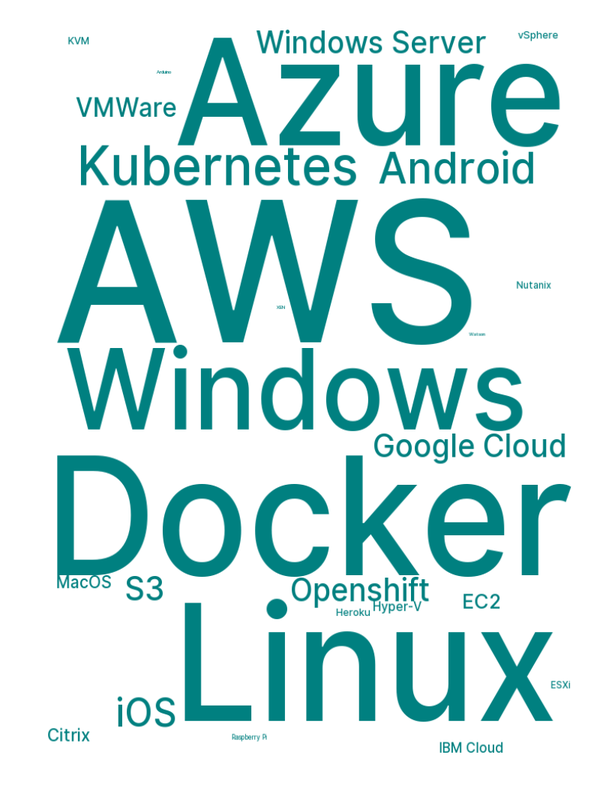 KVM
Windows Server
vSphere
Arduino
Azure
VMWare
Kubernetes
Android
AWS
Nutanix
XEN
Windows
Google Cloud
Docker
MacOS
S3
Openshift
Heroku
Hyper-V
EC2
Linux
ESXi
iOS
Citrix
Raspberry Pi
IBM Cloud